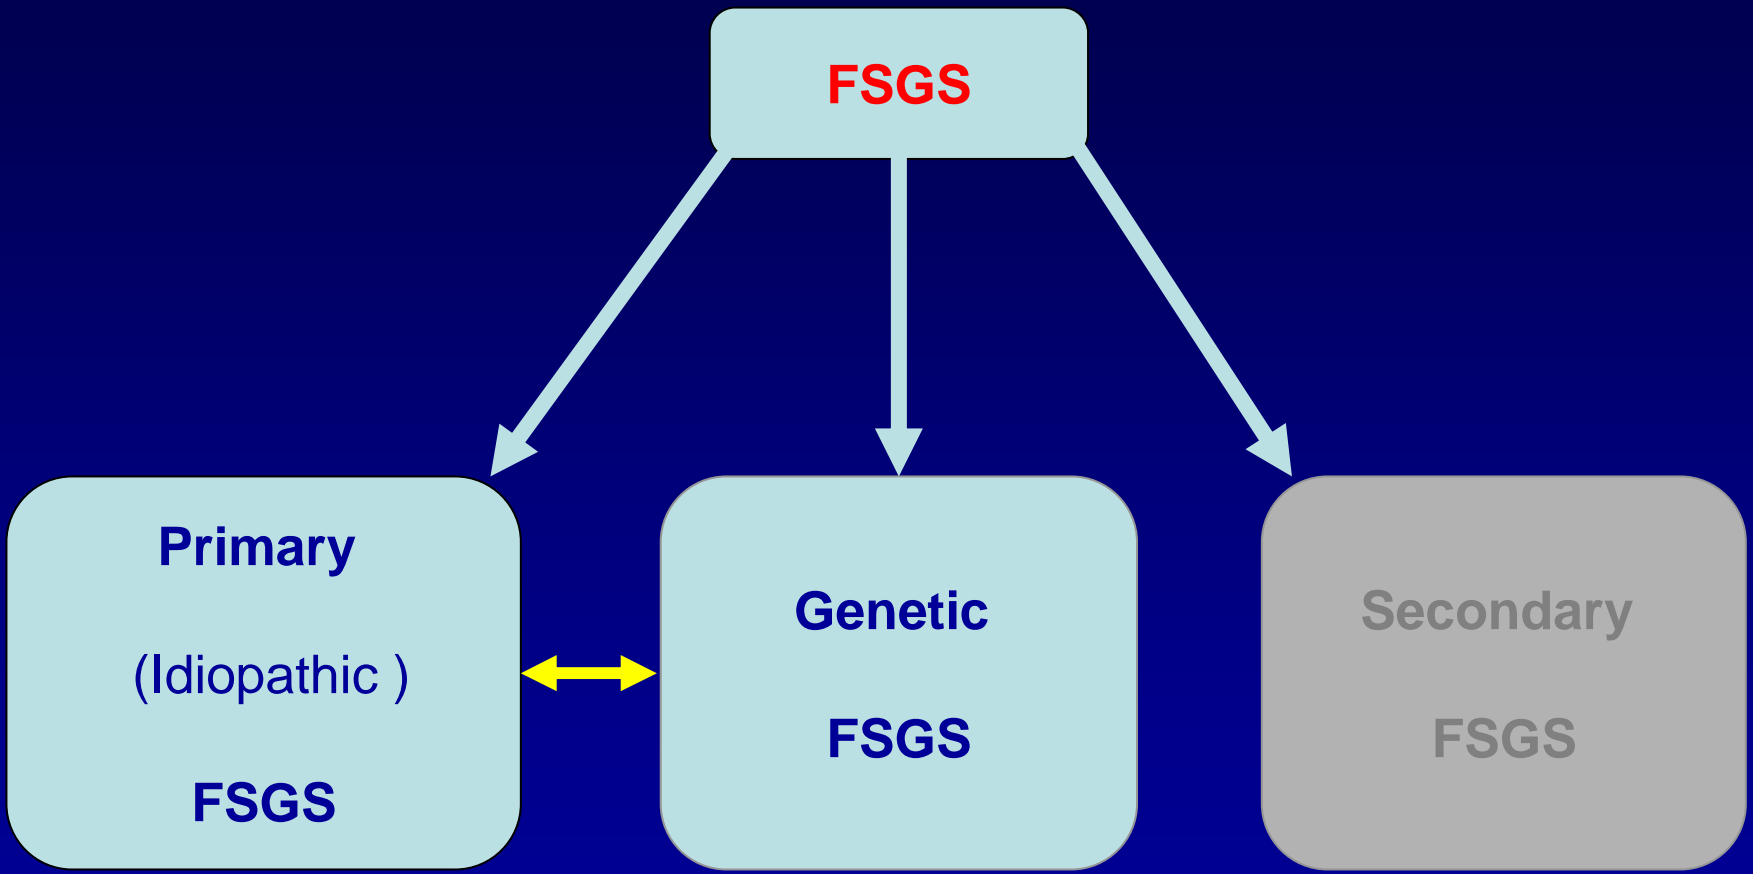 FSGS
Primary
(Idiopathic )
FSGS
Genetic
FSGS
Secondary
FSGS